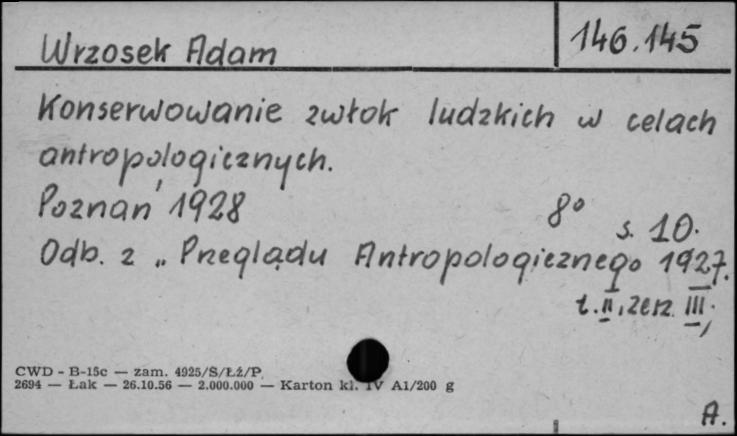 Wrzosek Adam
146.145
Konserwowanie zwłok ludzkich w celach
antropologicznych.
Poznań 1928 8° s. 10.
Odb. z „Przeglądu Antropologicznego 1927.
t. II, zesz. III.
CWD - B-15c — zam. 4925/S/Łź/P.
2694 — Łak — 26.10.56 — 2.000.000 — Karton kl. IV A1/200 g
A.